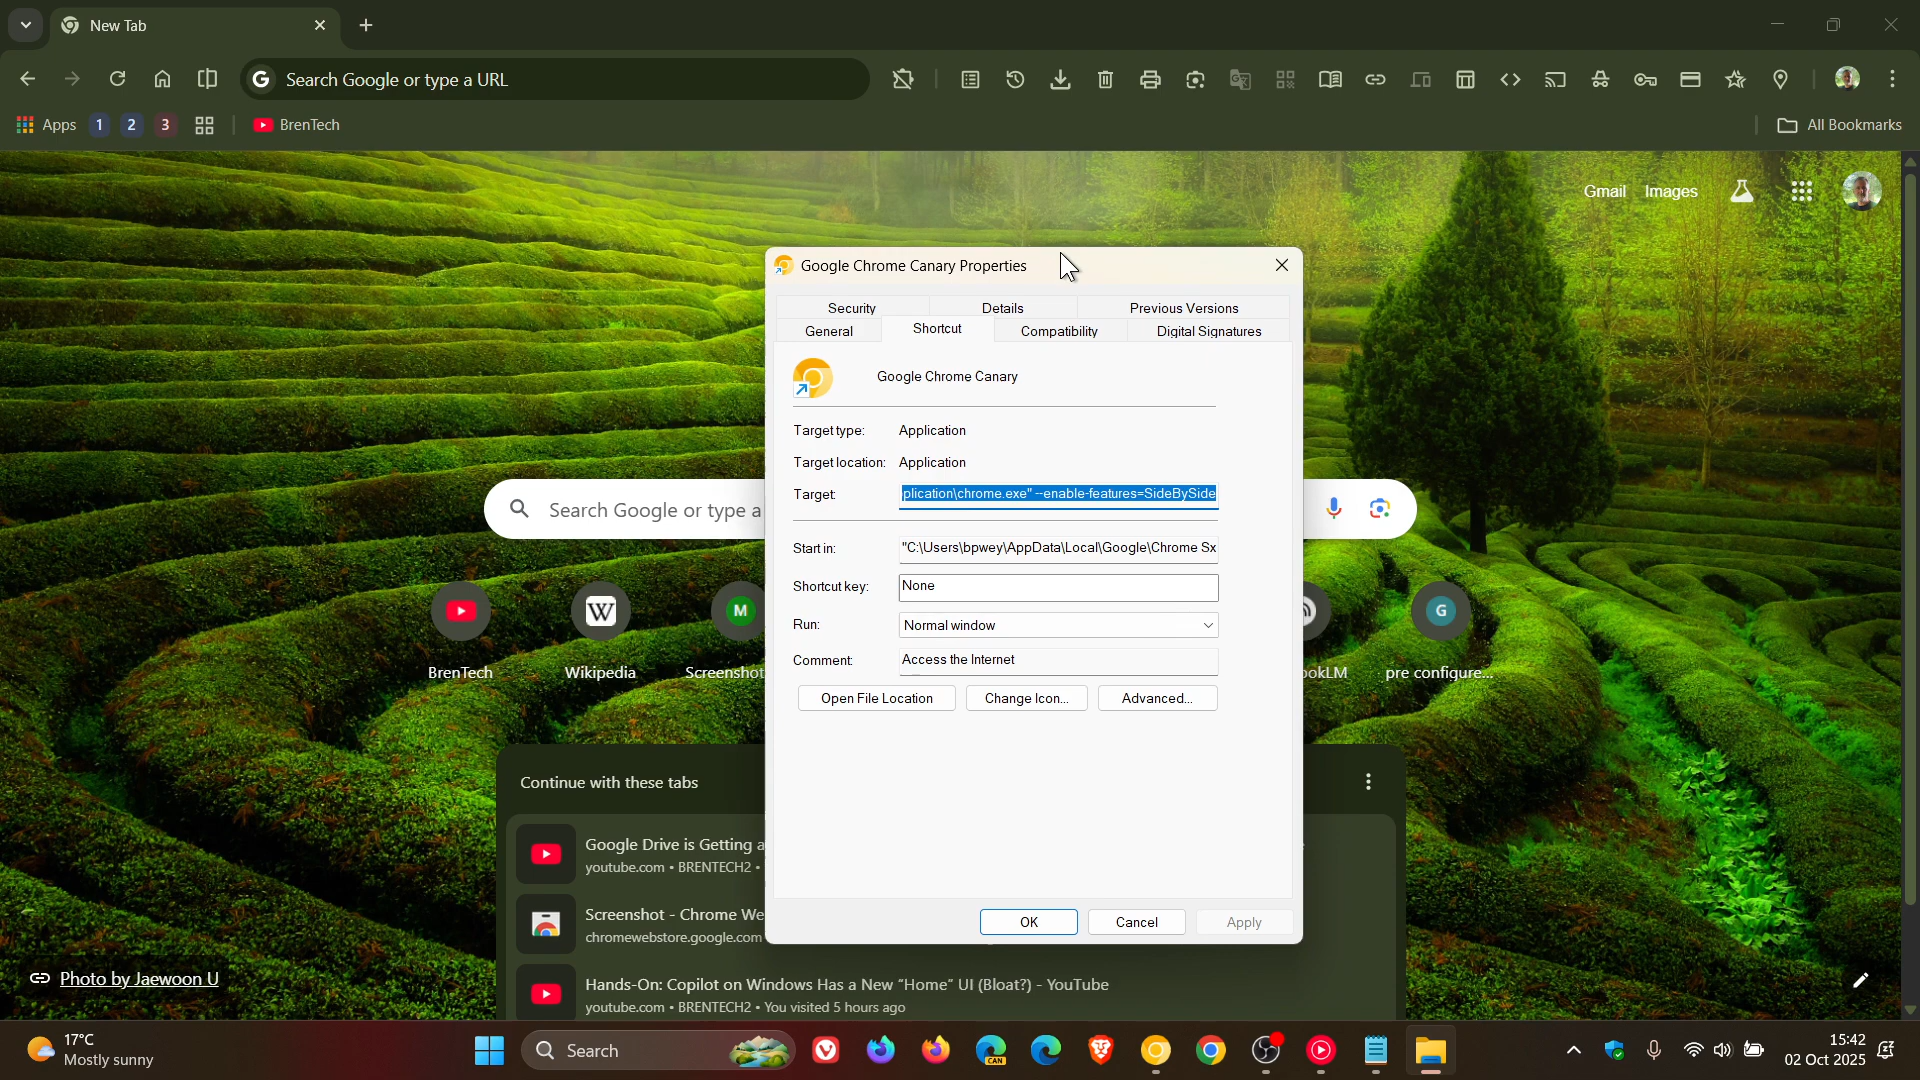 New Tab
Search Google or type a URL
Apps
1
2
3
BrenTech
All Bookmarks
Gmail
Images
Google Chrome Canary Properties
Security
Details
Previous Versions
General
Shortcut
Compatibility
Digital Signatures
Google Chrome Canary
Target type: Application
Target location: Application
Target: plication\chrome.exe" --enable-features=SideBySide
Start in: "C:\Users\bpwey\AppData\Local\Google\Chrome Sx
Shortcut key: None
Run: Normal window
Comment: Access the Internet
Open File Location
Change Icon...
Advanced...
OK
Cancel
Apply
Search Google or type a
M
G
BrenTech
Wikipedia
Screenshot
ookLM
pre configure...
Continue with these tabs
Google Drive is Getting a
youtube.com • BRENTECH2 •
Screenshot - Chrome We
chromewebstore.google.com
Hands-On: Copilot on Windows Has a New “Home” UI (Bloat?) - YouTube
youtube.com • BRENTECH2 • You visited 5 hours ago
Photo by Jaewoon U
17°C
Mostly sunny
Search
CAN
15:42
02 Oct 2025